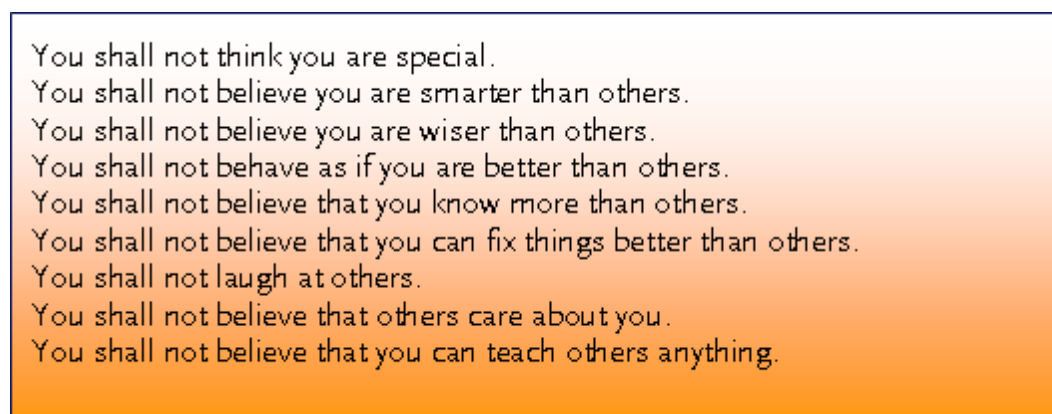 You shall not think you are special.
You shall not believe you are smarter than others.
You shall not believe you are wiser than others.
You shall not behave as if you are better than others.
You shall not believe that you know more than others.
You shall not believe that you can fix things better than others.
You shall not laugh at others.
You shall not believe that others care about you.
You shall not believe that you can teach others anything.